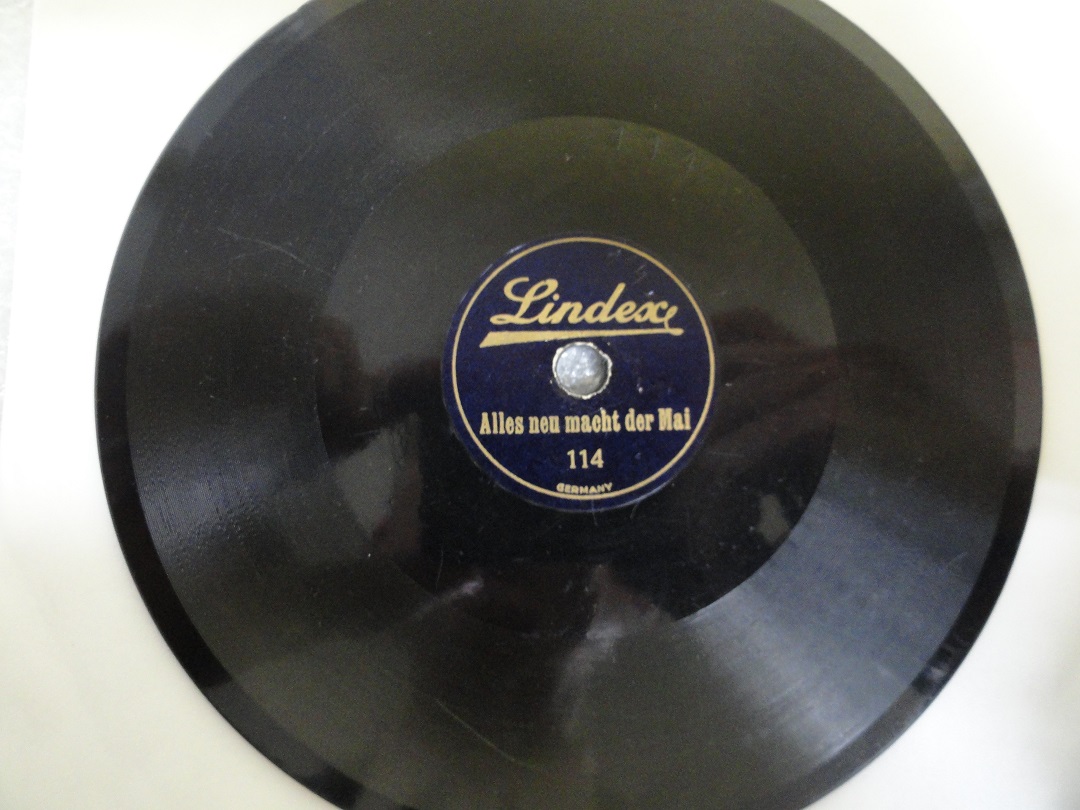 Lindex
Alles neu macht der Mai
114
GERMANY